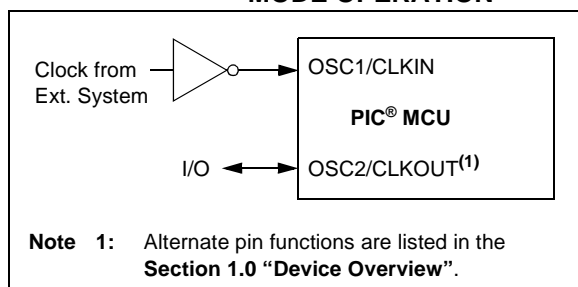 MODE OPERATION
Clock from
Ext. System
OSC1/CLKIN
PIC® MCU
I/O
OSC2/CLKOUT(1)
Note 1: Alternate pin functions are listed in the
Section 1.0 “Device Overview”.